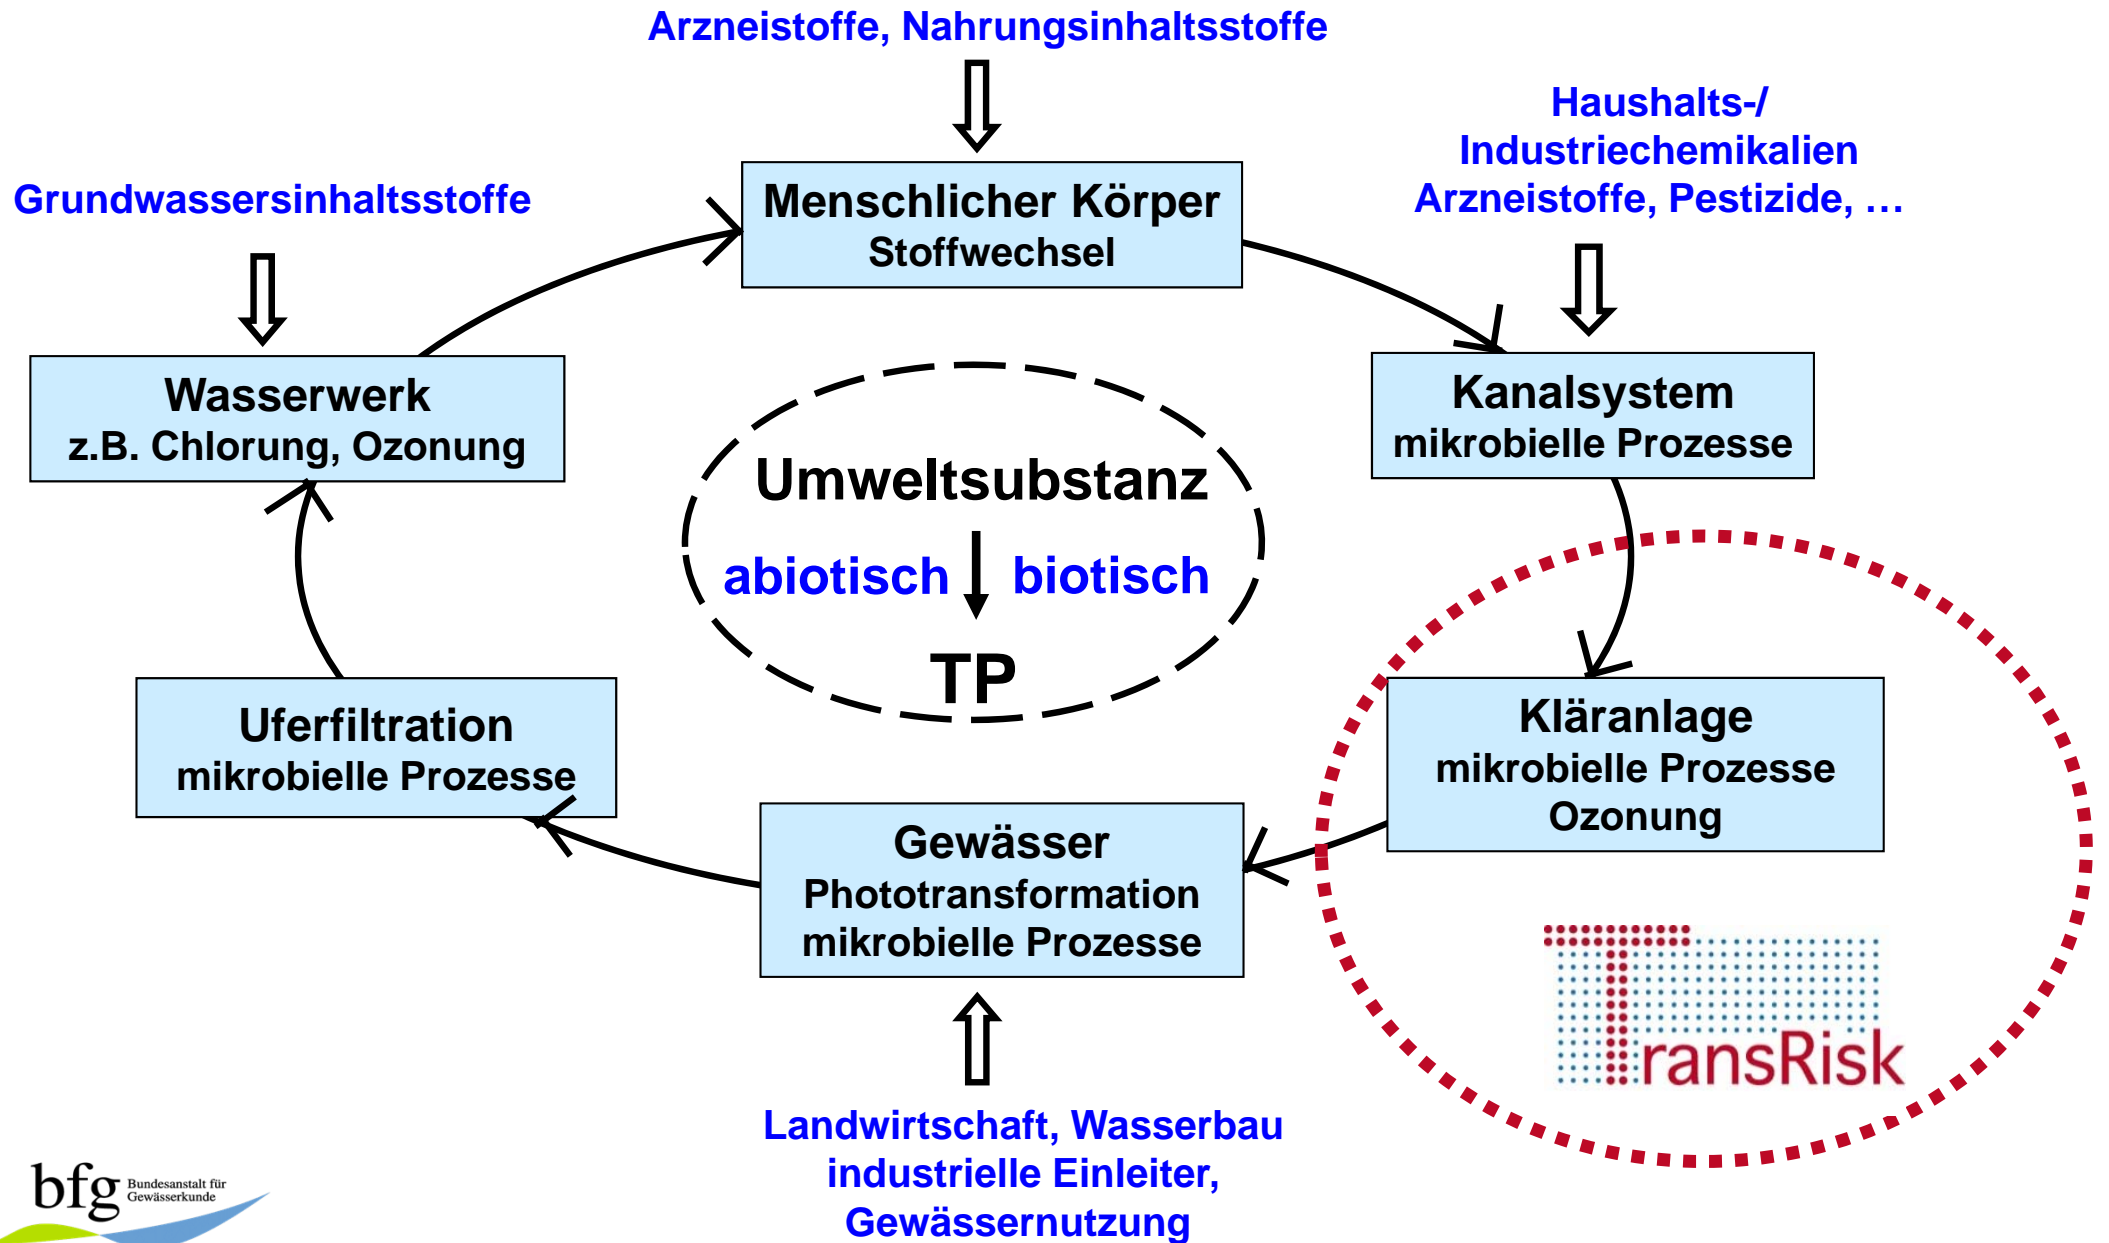 Arzneistoffe, Nahrungsinhaltsstoffe
Haushalts-/
Industriechemikalien
Arzneistoffe, Pestizide, …
Grundwassersinhaltsstoffe
Menschlicher Körper
Stoffwechsel
Wasserwerk
z.B. Chlorung, Ozonung
Kanalsystem
mikrobielle Prozesse
Umweltsubstanz
abiotisch biotisch
TP
Uferfiltration
mikrobielle Prozesse
Kläranlage
mikrobielle Prozesse
Ozonung
Gewässer
Phototransformation
mikrobielle Prozesse
TransRisk
Landwirtschaft, Wasserbau
industrielle Einleiter,
Gewässernutzung
bfg
Bundesanstalt für
Gewässerkunde